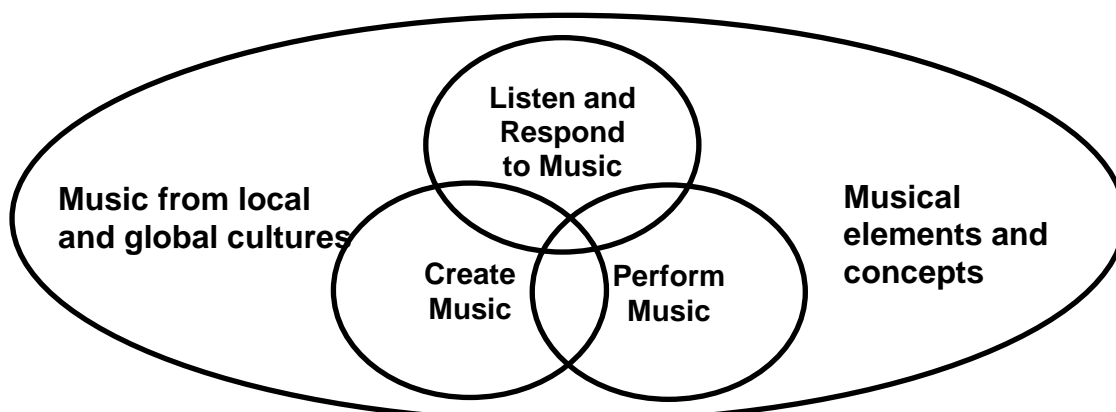 Listen and
Respond
to Music
Music from local
and global cultures
Musical
elements and
concepts
Create
Music
Perform
Music